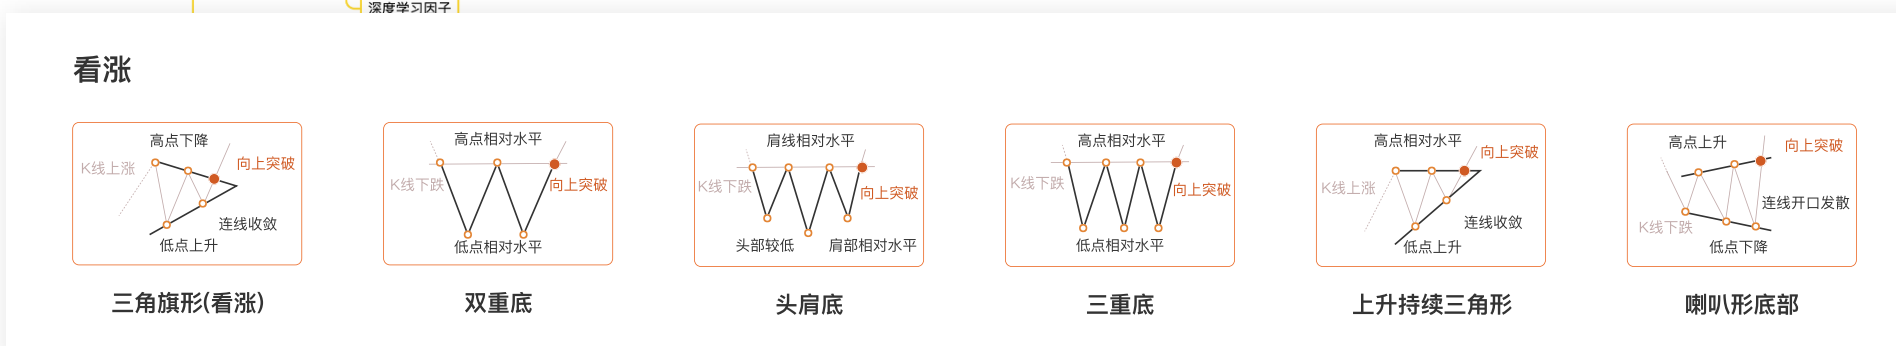 深度学习因子
看涨
高点下降
K线上涨
向上突破
连线收敛
低点上升
三角旗形(看涨)
高点相对水平
K线下跌
向上突破
低点相对水平
双重底
肩线相对水平
K线下跌
向上突破
头部较低
肩部相对水平
头肩底
高点相对水平
K线下跌
向上突破
低点相对水平
三重底
高点相对水平
向上突破
K线上涨
连线收敛
低点上升
上升持续三角形
高点上升
向上突破
连线开口发散
K线下跌
低点下降
喇叭形底部